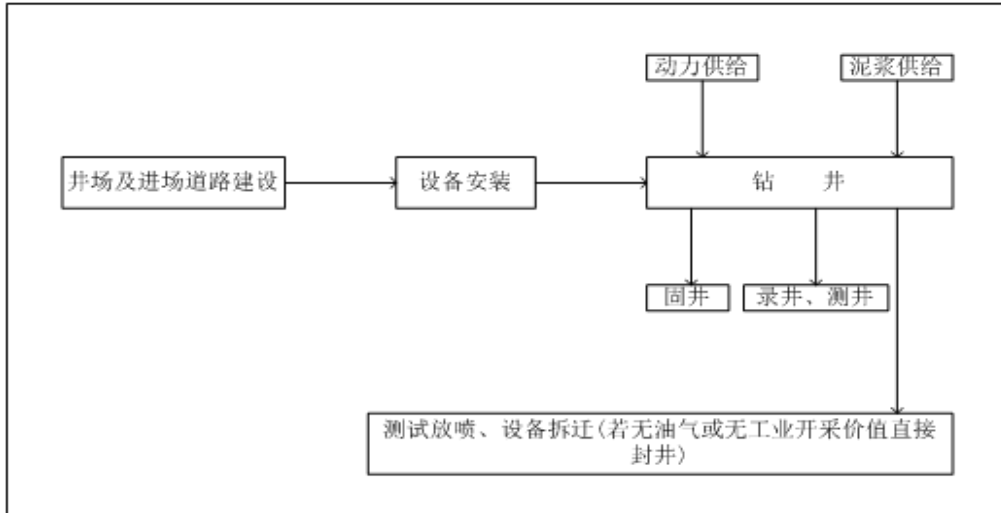 动力供给
泥浆供给
井场及进场道路建设
设备安装
钻 井
固井
录井、测井
测试放喷、设备拆迁(若无油气或无工业开采价值直接
封井)